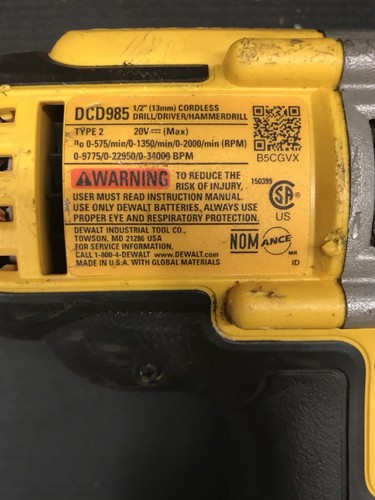 DCD985 1/2" (13mm) CORDLESS
DRILL/DRIVER/HAMMERDRILL
TYPE 2 20V ⎓ (Max)
n₀ 0-575/min/0-1350/min/0-2000/min (RPM)
0-9775/0-22950/0-34000 BPM
B5CGVX
WARNING TO REDUCE THE
RISK OF INJURY,
USER MUST READ INSTRUCTION MANUAL.
USE ONLY DEWALT BATTERIES, ALWAYS USE
PROPER EYE AND RESPIRATORY PROTECTION.
150399
SA
US
DEWALT INDUSTRIAL TOOL CO.,
TOWSON, MD 21286 USA
FOR SERVICE INFORMATION,
CALL 1-800-4-DEWALT www.DEWALT.com
MADE IN U.S.A. WITH GLOBAL MATERIALS
NOM ANCE
MR
ID